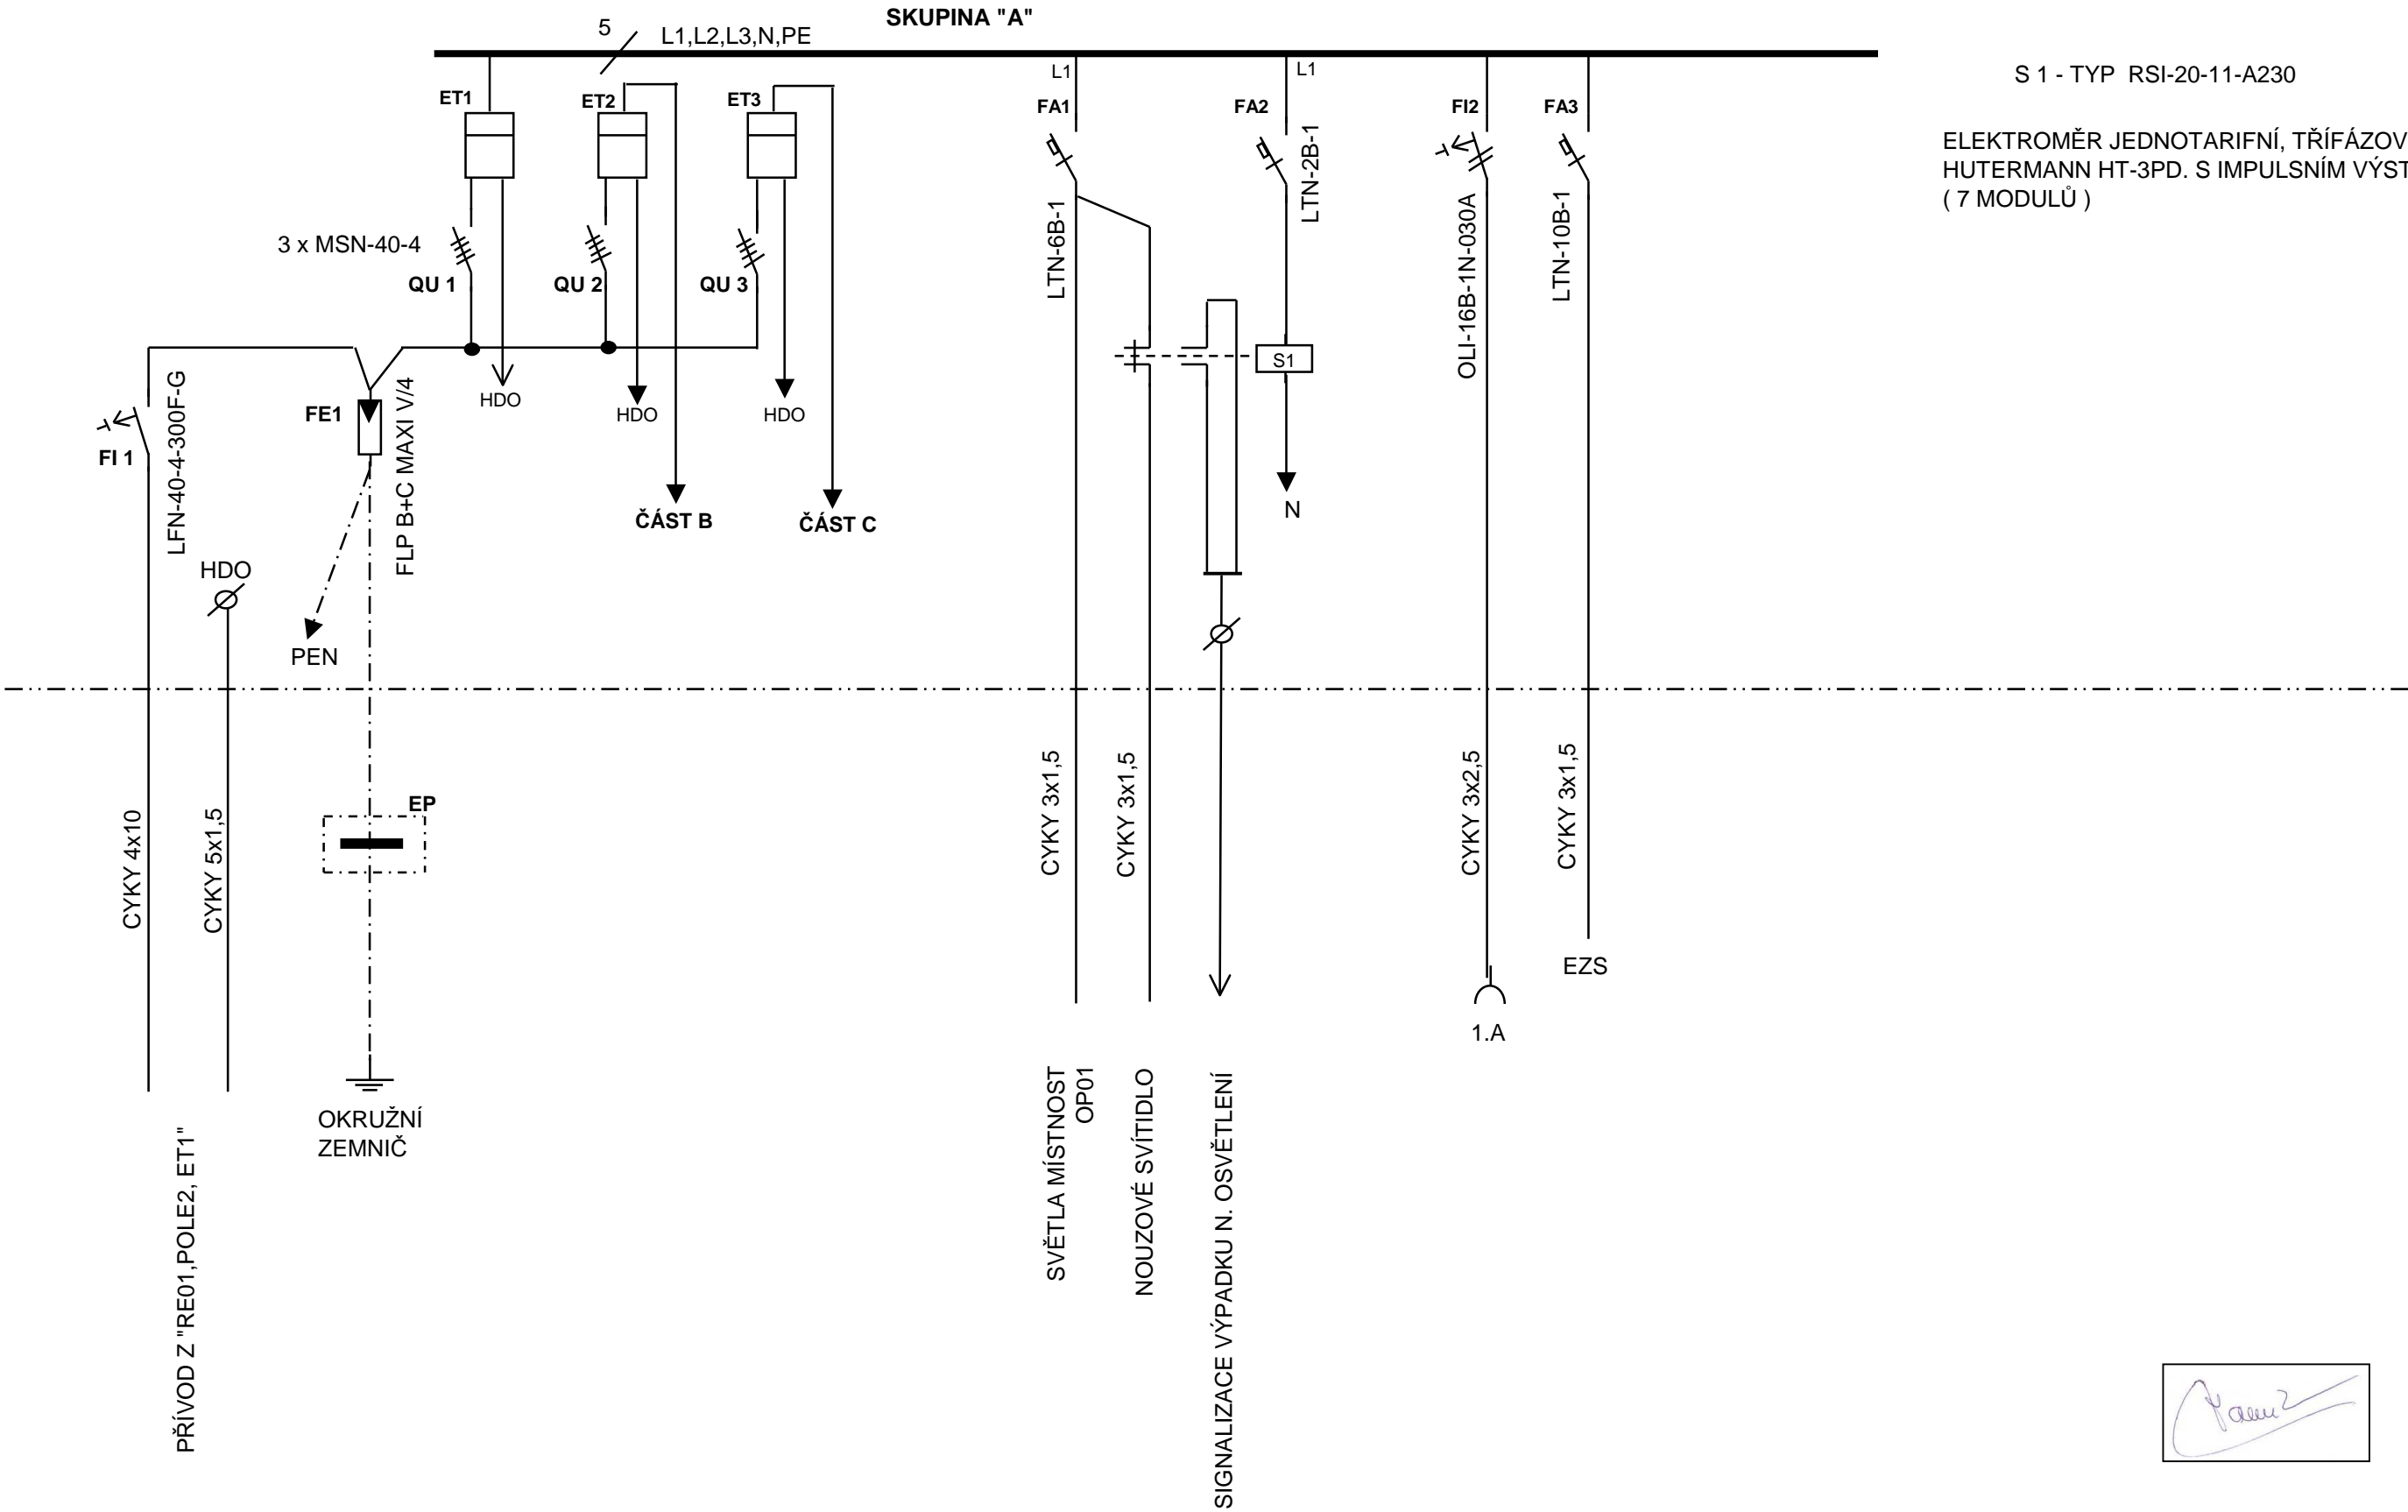 SKUPINA "A"
5
L1,L2,L3,N,PE
S 1 - TYP RSI-20-11-A230
ELEKTROMĚR JEDNOTARIFNÍ, TŘÍFÁZOV
HUTERMANN HT-3PD. S IMPULSNÍM VÝST
( 7 MODULŮ )
ET1
ET2
ET3
L1
L1
FA1
FA2
FI2
FA3
LTN-6B-1
LTN-2B-1
OLI-16B-1N-030A
LTN-10B-1
3 x MSN-40-4
QU 1
QU 2
QU 3
S1
HDO
HDO
HDO
FE1
FLP B+C MAXI V/4
LFN-40-4-300F-G
FI 1
ČÁST B
ČÁST C
N
HDO
PEN
CYKY 4x10
CYKY 5x1,5
EP
CYKY 3x1,5
CYKY 3x1,5
CYKY 3x2,5
CYKY 3x1,5
EZS
1.A
OKRUŽNÍ
ZEMNIČ
PŘÍVOD Z "RE01,POLE2, ET1"
SVĚTLA MÍSTNOST
OP01
NOUZOVÉ SVÍTIDLO
SIGNALIZACE VÝPADKU N. OSVĚTLENÍ